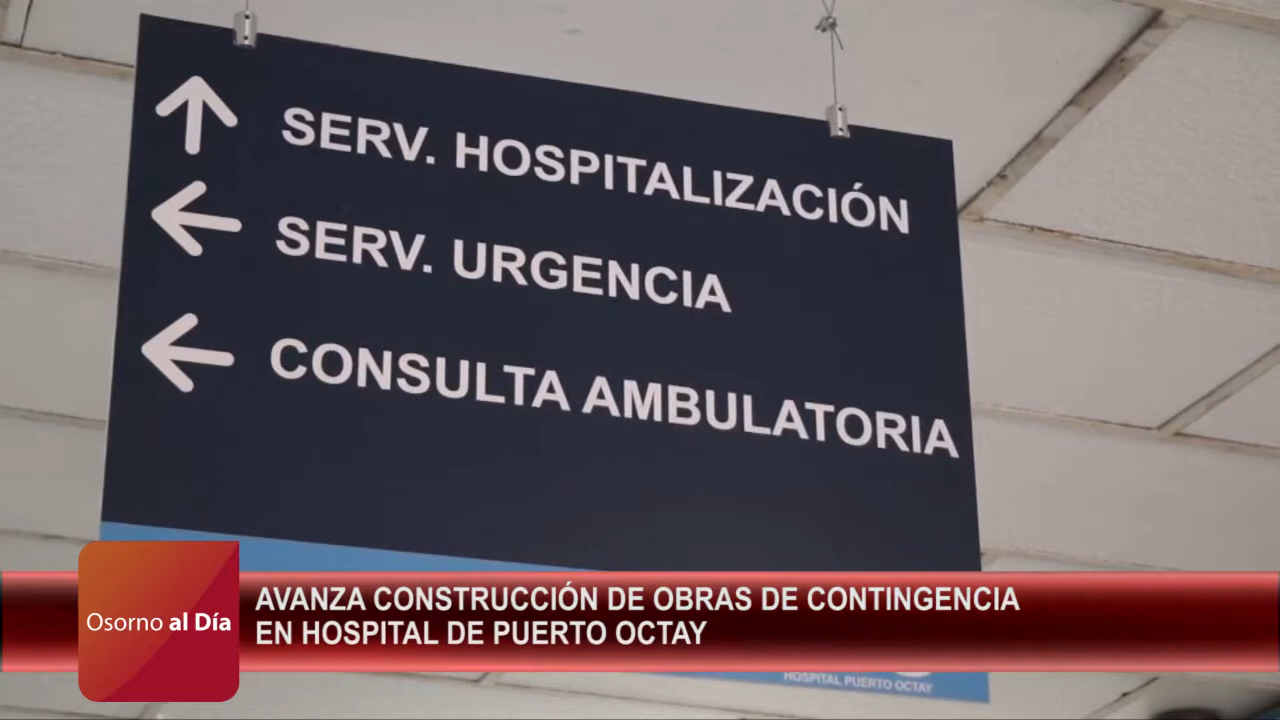 SERV. HOSPITALIZACIÓN
SERV. URGENCIA
CONSULTA AMBULATORIA
AVANZA CONSTRUCCIÓN DE OBRAS DE CONTINGENCIA
EN HOSPITAL DE PUERTO OCTAY
Osorno al Día
HOSPITAL PUERTO OCTAY